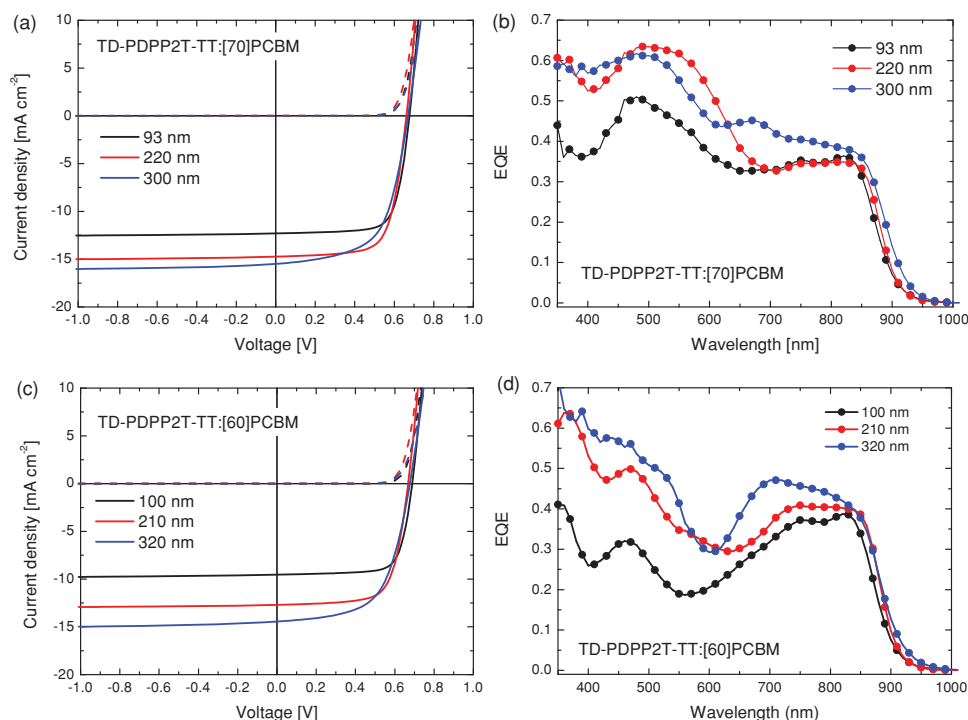 (a)
TD-PDPP2T-TT:[70]PCBM
Current density [mA cm⁻²]
10
5
0
-5
-10
-15
-20
93 nm
220 nm
300 nm
-1.0 -0.8 -0.6 -0.4 -0.2 0.0 0.2 0.4 0.6 0.8 1.0
Voltage [V]
(b)
EQE
0.7
0.6
0.5
0.4
0.3
0.2
0.1
0.0
93 nm
220 nm
300 nm
TD-PDPP2T-TT:[70]PCBM
400 500 600 700 800 900 1000
Wavelength [nm]
(c)
TD-PDPP2T-TT:[60]PCBM
Current density [mA cm⁻²]
10
5
0
-5
-10
-15
-20
100 nm
210 nm
320 nm
-1.0 -0.8 -0.6 -0.4 -0.2 0.0 0.2 0.4 0.6 0.8 1.0
Voltage [V]
(d)
EQE
0.7
0.6
0.5
0.4
0.3
0.2
0.1
0.0
100 nm
210 nm
320 nm
TD-PDPP2T-TT:[60]PCBM
400 500 600 700 800 900 1000
Wavelength (nm)